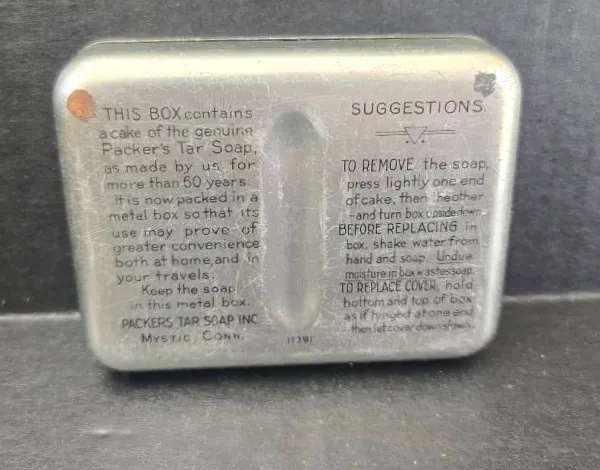 THIS BOX contains
a cake of the genuine
Packer's Tar Soap,
as made by us for
more than 50 years.
It is now packed in a
metal box so that its
use may prove of
greater convenience
both at home, and in
your travels.
Keep the soap
in this metal box.
PACKERS TAR SOAP INC
MYSTIC, CONN.
11391
SUGGESTIONS.
TO REMOVE the soap,
press lightly one end
of cake, then the other
—and turn box upside down.
BEFORE REPLACING in
box, shake water from
hand and soap. Undue
moisture in box wastes soap.
TO REPLACE COVER, hold
bottom and top of box
as if hinged at one end
then let cover down